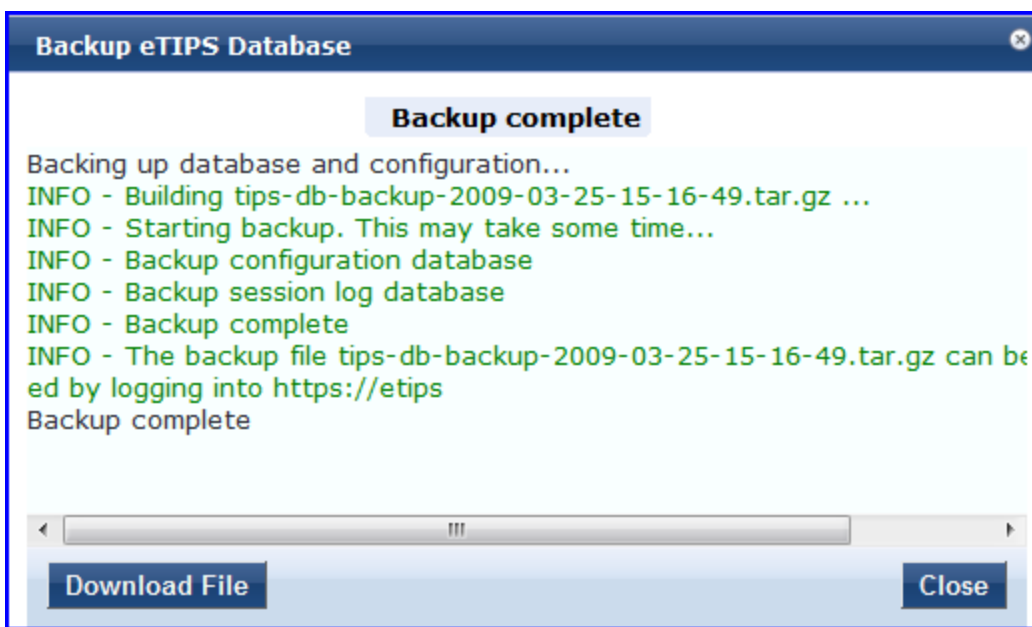 Backup eTIPS Database
Backup complete
Backing up database and configuration...
INFO - Building tips-db-backup-2009-03-25-15-16-49.tar.gz ...
INFO - Starting backup. This may take some time...
INFO - Backup configuration database
INFO - Backup session log database
INFO - Backup complete
INFO - The backup file tips-db-backup-2009-03-25-15-16-49.tar.gz can be
ed by logging into https://etips
Backup complete
Download File
Close